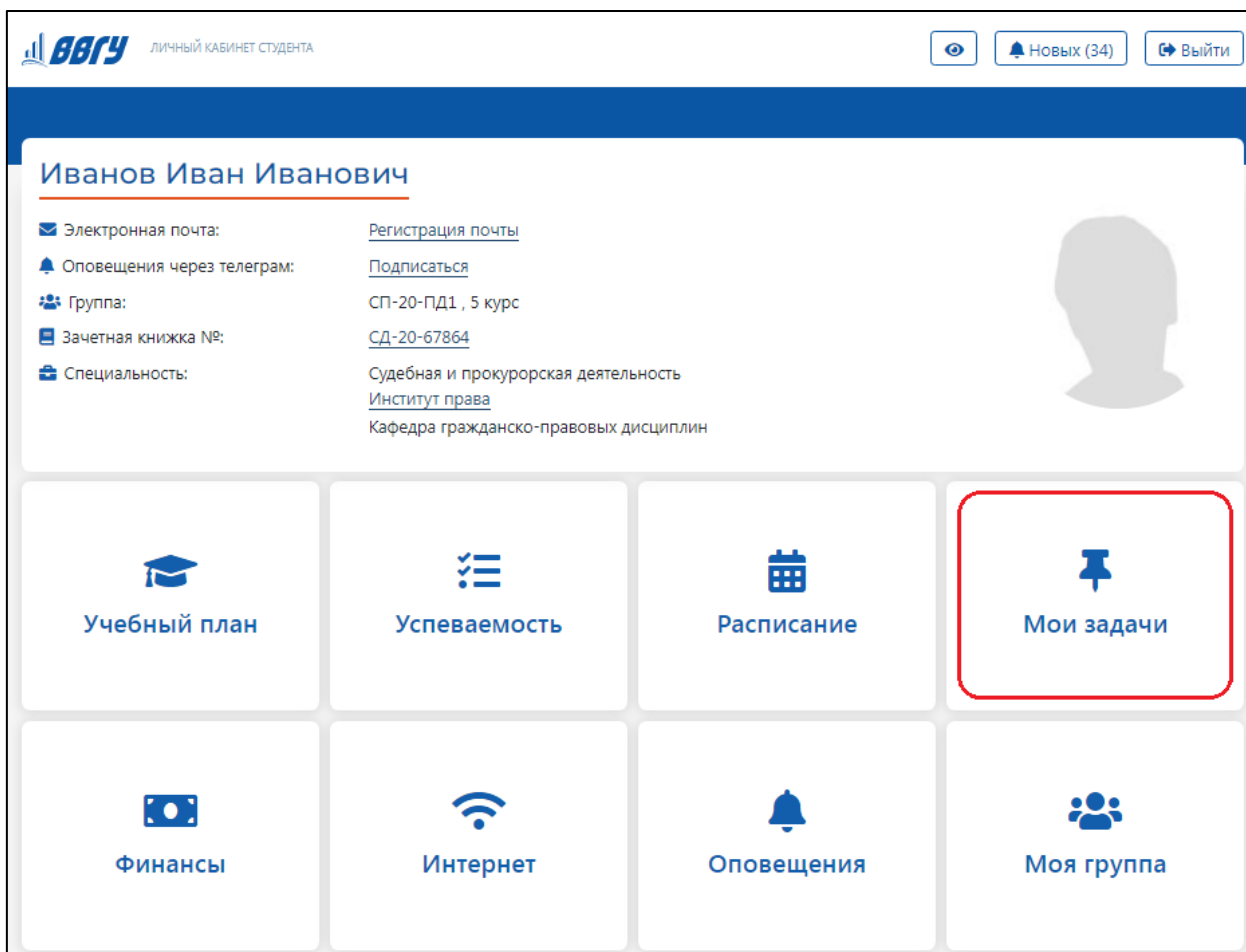 ВВГУ ЛИЧНЫЙ КАБИНЕТ СТУДЕНТА Новых (34) Выйти
Иванов Иван Иванович
Электронная почта: Регистрация почты
Оповещения через телеграм: Подписаться
Группа: СП-20-ПД1 , 5 курс
Зачетная книжка №: СД-20-67864
Специальность: Судебная и прокурорская деятельность
Институт права
Кафедра гражданско-правовых дисциплин
Учебный план Успеваемость Расписание Мои задачи
Финансы Интернет Оповещения Моя группа